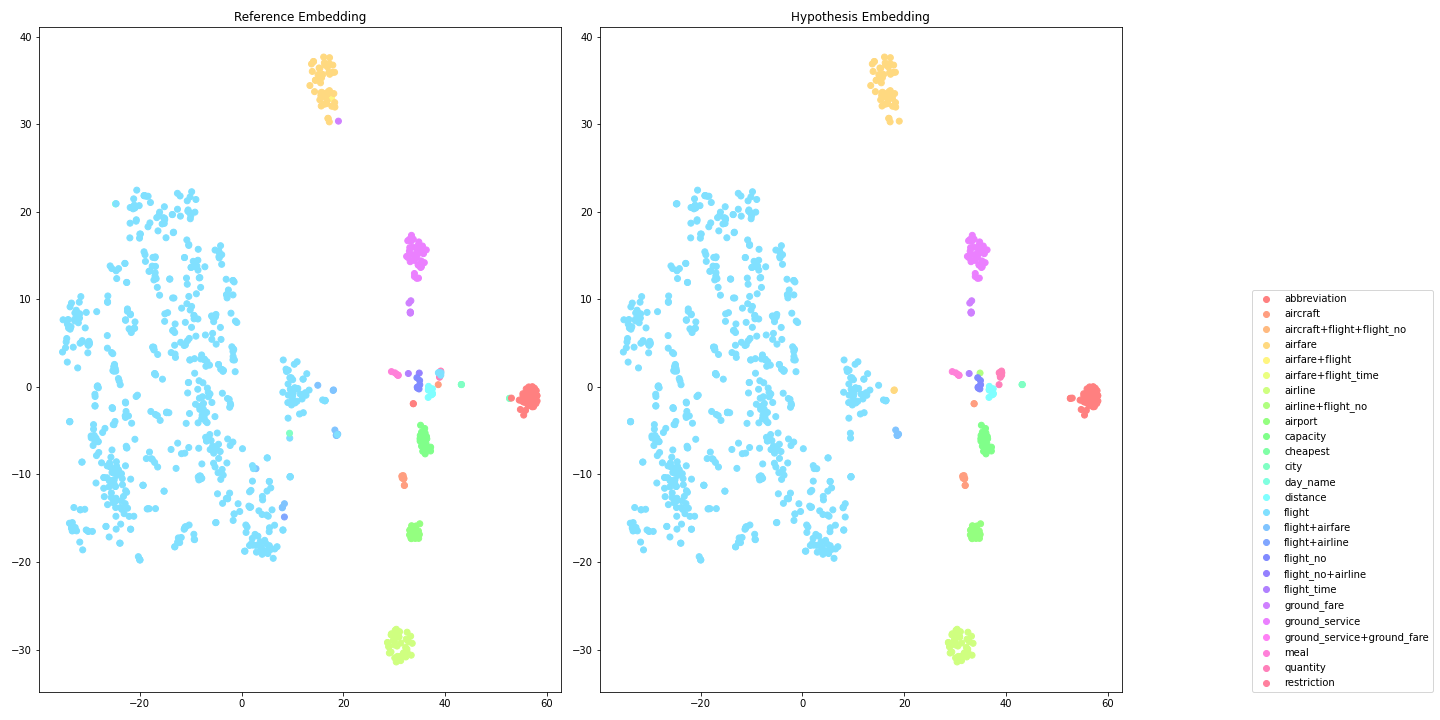 Reference Embedding
Hypothesis Embedding
40
30
20
10
0
−10
−20
−30
−20
0
20
40
60
40
30
20
10
0
−10
−20
−30
−20
0
20
40
60
abbreviation
aircraft
aircraft+flight+flight_no
airfare
airfare+flight
airfare+flight_time
airline
airline+flight_no
airport
capacity
cheapest
city
day_name
distance
flight
flight+airfare
flight+airline
flight_no
flight_no+airline
flight_time
ground_fare
ground_service
ground_service+ground_fare
meal
quantity
restriction